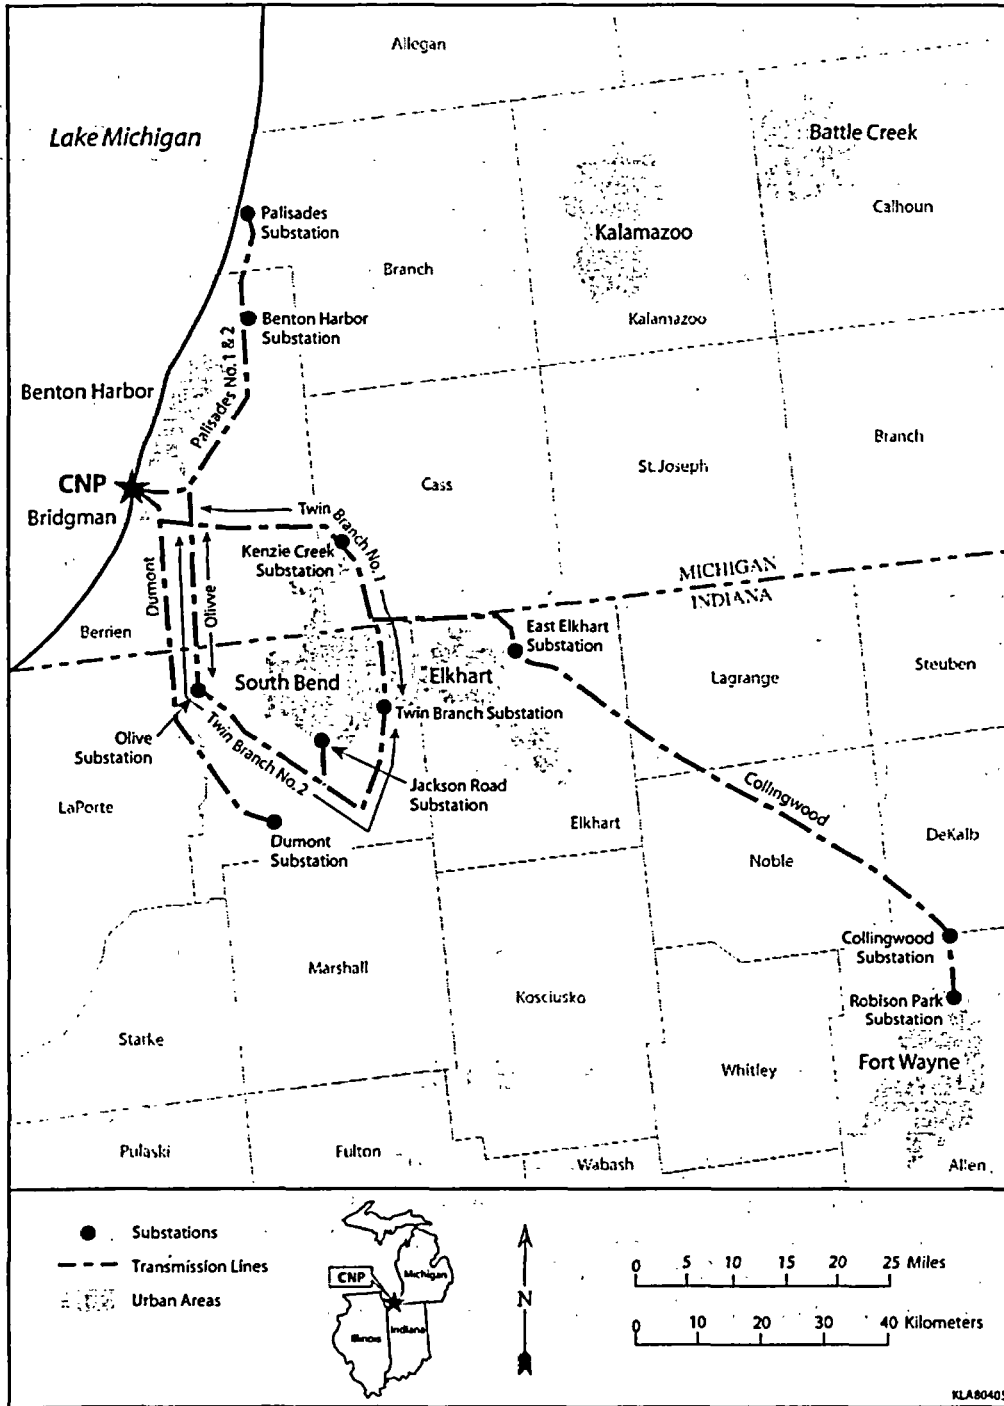 Allegan
Lake Michigan
Battle Creek
Calhoun
Palisades
Substation
Kalamazoo
Branch
Benton Harbor
Substation
Kalamazoo
Palisades No. 1 & 2
Benton Harbor
Branch
St. Joseph
Cass
CNP
Bridgman
Twin Branch No. 1
Kenzie Creek
Substation
MICHIGAN
INDIANA
Dumont
Olivve
Berrien
East Elkhart
Substation
Steuben
Lagrange
South Bend
Elkhart
Twin Branch Substation
Olive
Substation
Twin Branch No. 2
Jackson Road
Substation
LaPorte
Collingwood
Elkhart
DeKalb
Dumont
Substation
Noble
Collingwood
Substation
Marshall
Kosciusko
Robison Park
Substation
Starke
Whitley
Fort Wayne
Pulaski
Fulton
Wabash
Allen
Substations
Transmission Lines
Urban Areas
CNP
Michigan
Illinois
Indiana
N
0 5 10 15 20 25 Miles
0 10 20 30 40 Kilometers
KLA80405